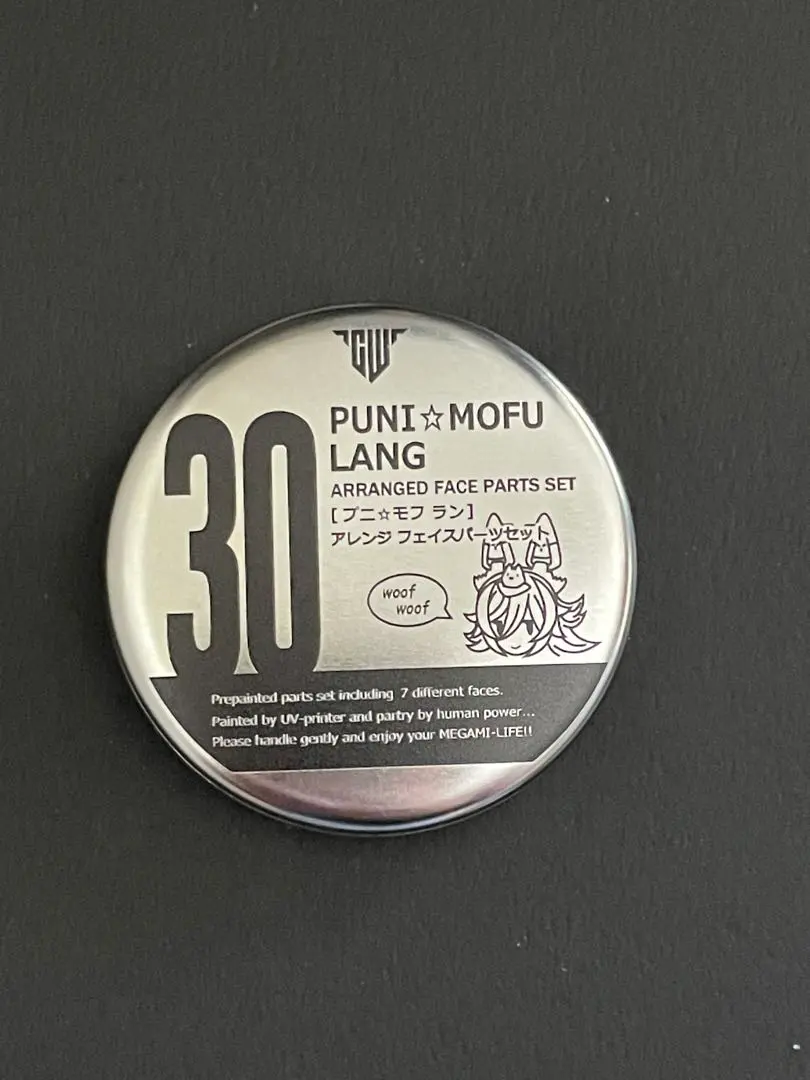 GW
30
PUNI☆MOFU
LANG
ARRANGED FACE PARTS SET
[ プニ☆モフ ラン ]
アレンジ フェイスパーツセット
woof
woof
Prepainted parts set including 7 different faces.
Painted by UV-printer and partry by human power...
Please handle gently and enjoy your MEGAMI-LIFE!!